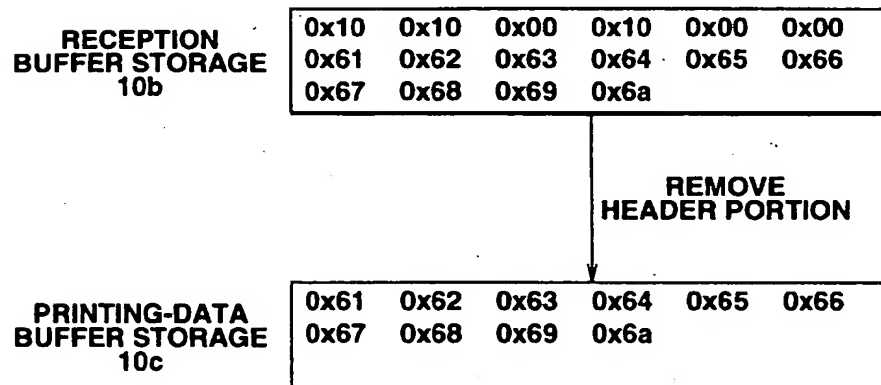 RECEPTION
BUFFER STORAGE
10b
0x10 0x10 0x00 0x10 0x00 0x00
0x61 0x62 0x63 0x64 0x65 0x66
0x67 0x68 0x69 0x6a
REMOVE
HEADER PORTION
PRINTING-DATA
BUFFER STORAGE
10c
0x61 0x62 0x63 0x64 0x65 0x66
0x67 0x68 0x69 0x6a